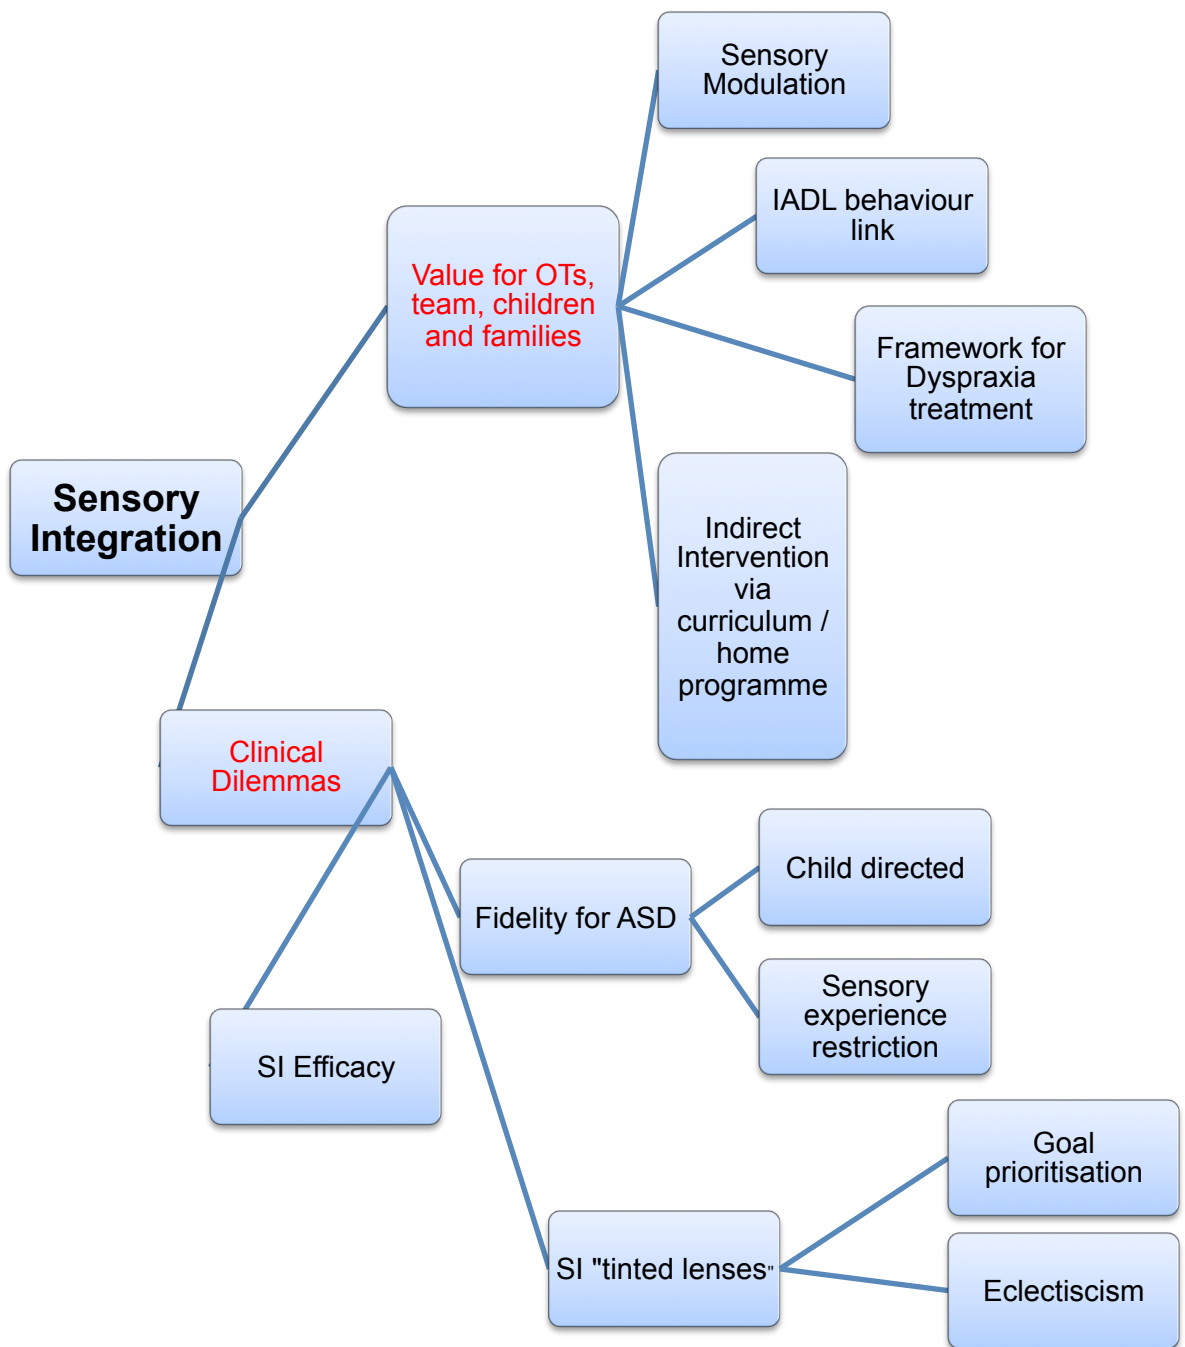 Sensory
Modulation
IADL behaviour
link
Value for OTs,
team, children
and families
Framework for
Dyspraxia
treatment
Sensory
Integration
Indirect
Intervention
via
curriculum /
home
programme
Clinical
Dilemmas
Child directed
Fidelity for ASD
Sensory
experience
restriction
SI Efficacy
Goal
prioritisation
SI "tinted lenses"
Eclectiscism